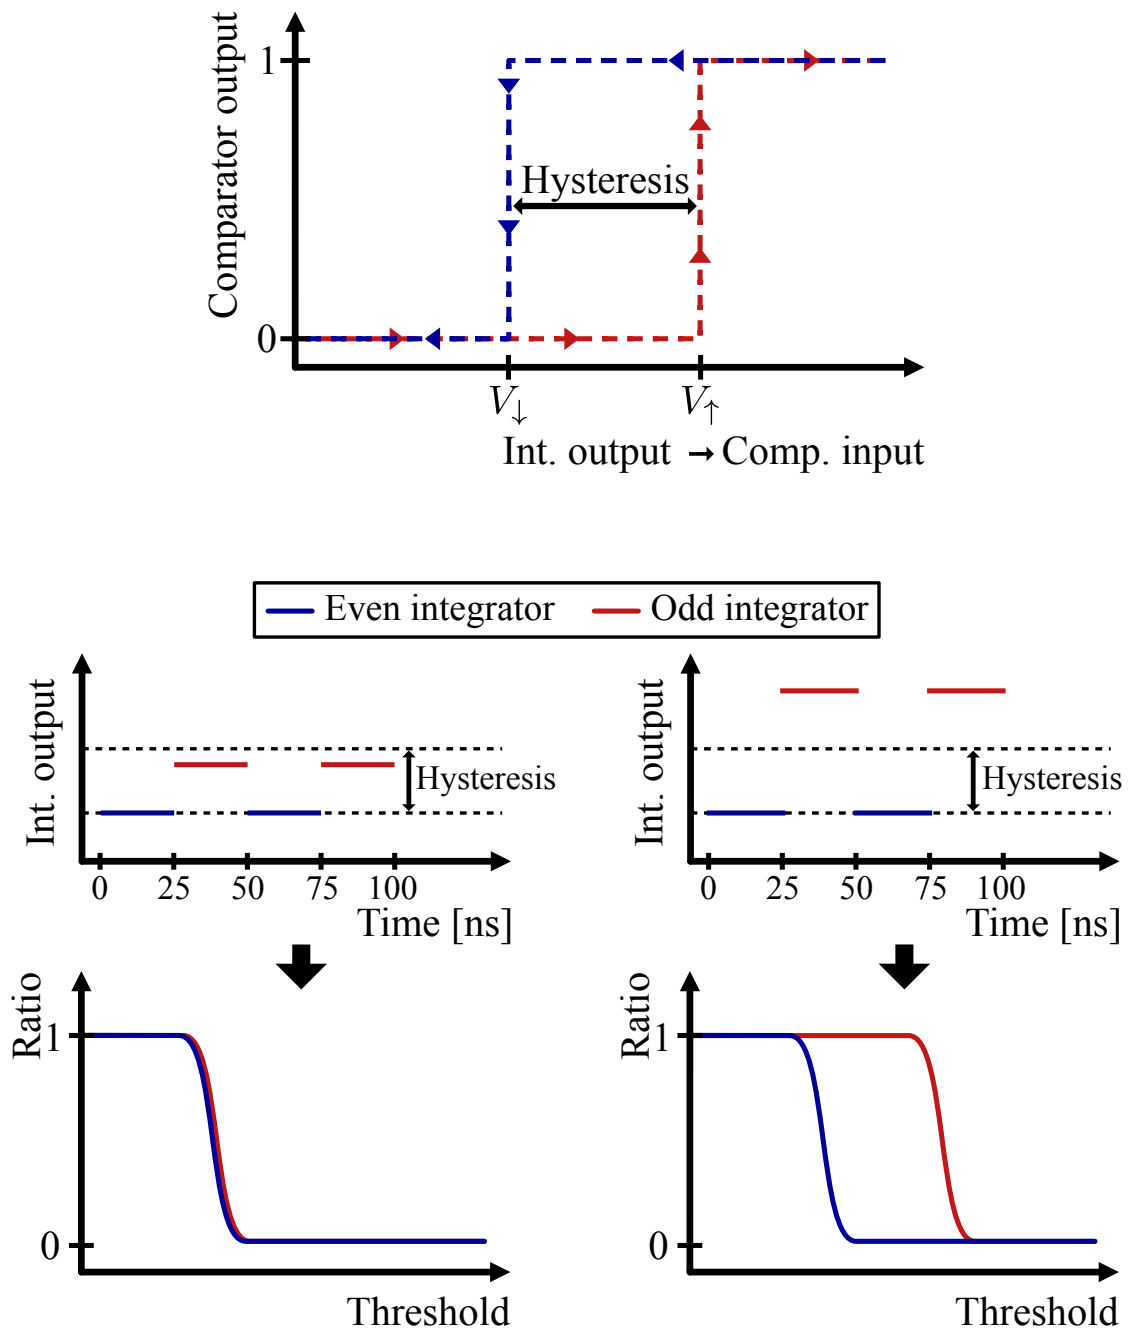 Comparator output
1
0
Hysteresis
V↓
V↑
Int. output → Comp. input
Even integrator
Odd integrator
Int. output
Hysteresis
0 25 50 75 100
Time [ns]
Int. output
Hysteresis
0 25 50 75 100
Time [ns]
Ratio
1
0
Threshold
Ratio
1
0
Threshold